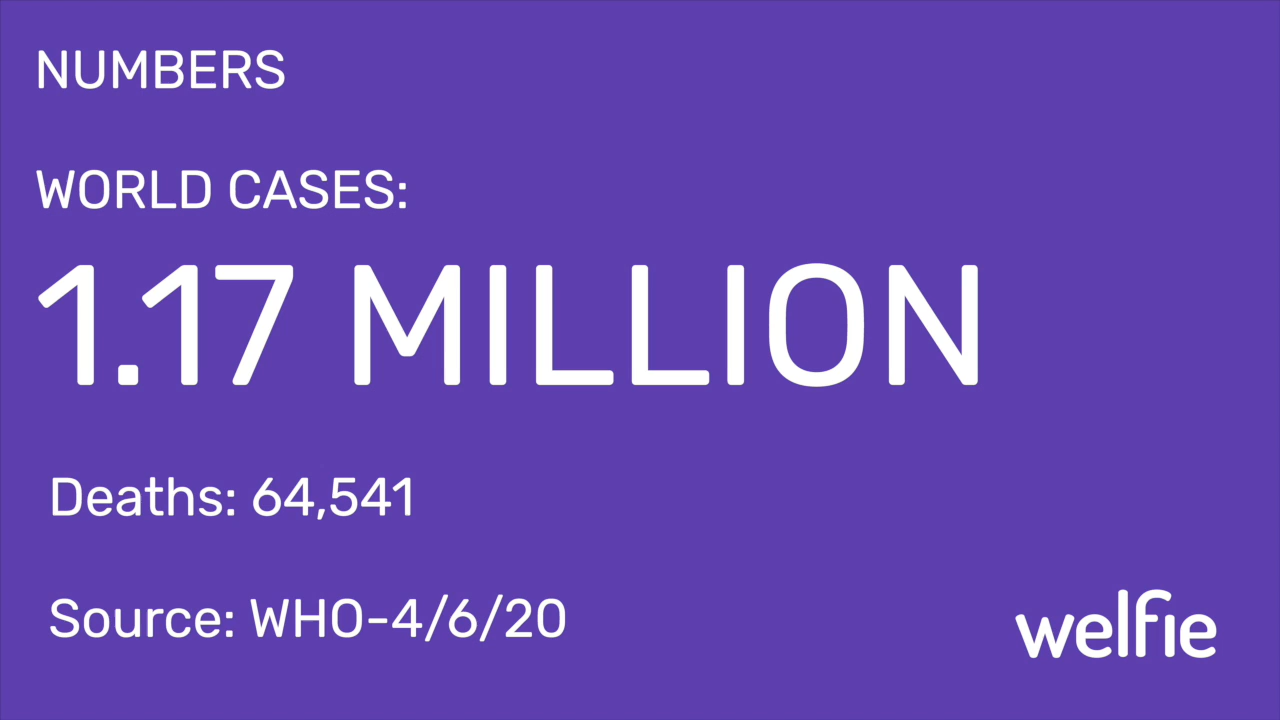 NUMBERS
WORLD CASES:
1.17 MILLION
Deaths: 64,541
Source: WHO-4/6/20
welfie